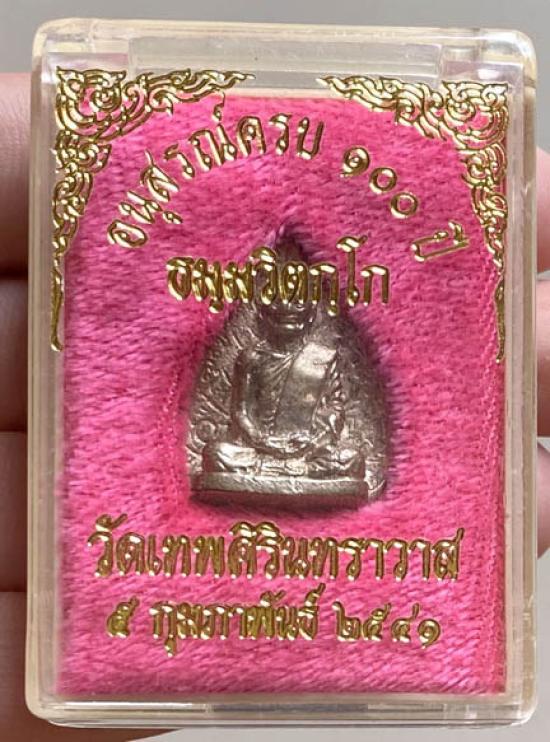 อนุสรณ์ครบ ๑๐๐ ปี
ธมฺมวิตกฺโก
วัดเทพศิรินทราวาส
๕ กุมภาพันธ์ ๒๕๔๑